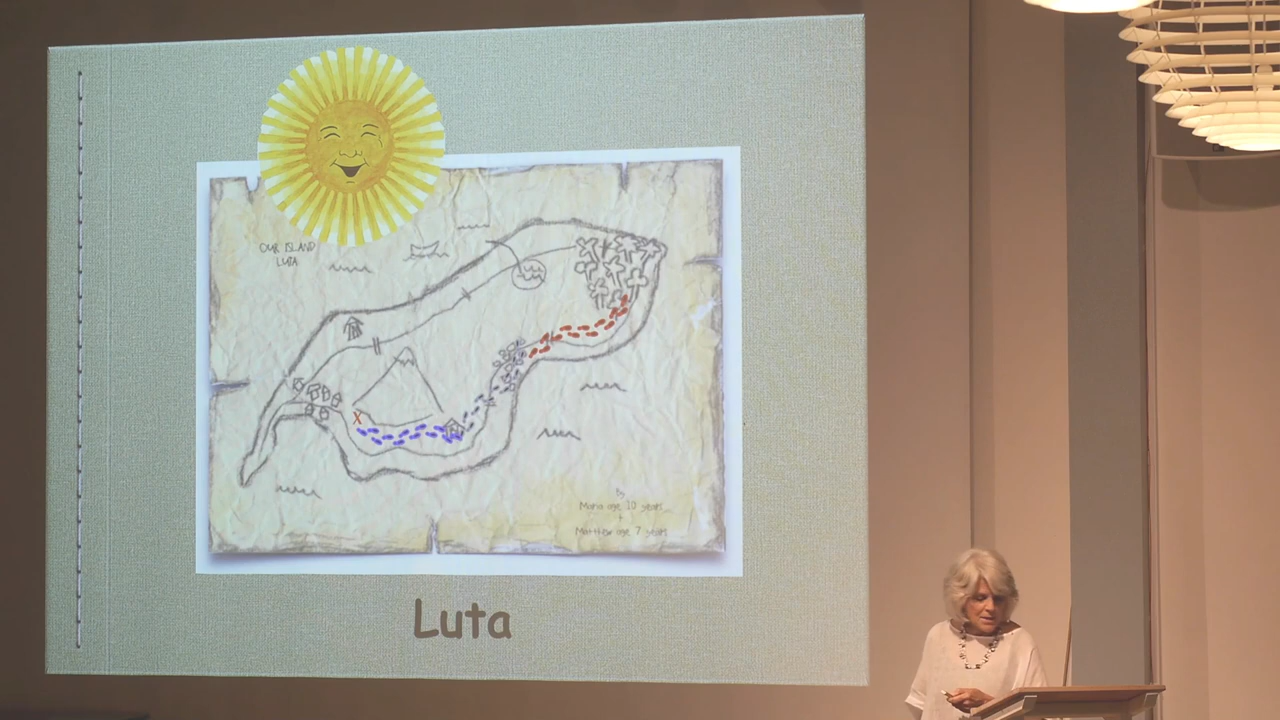 OUR ISLAND
LUTA
By
Maria age 10 years
+
Matthew age 7 years
Luta